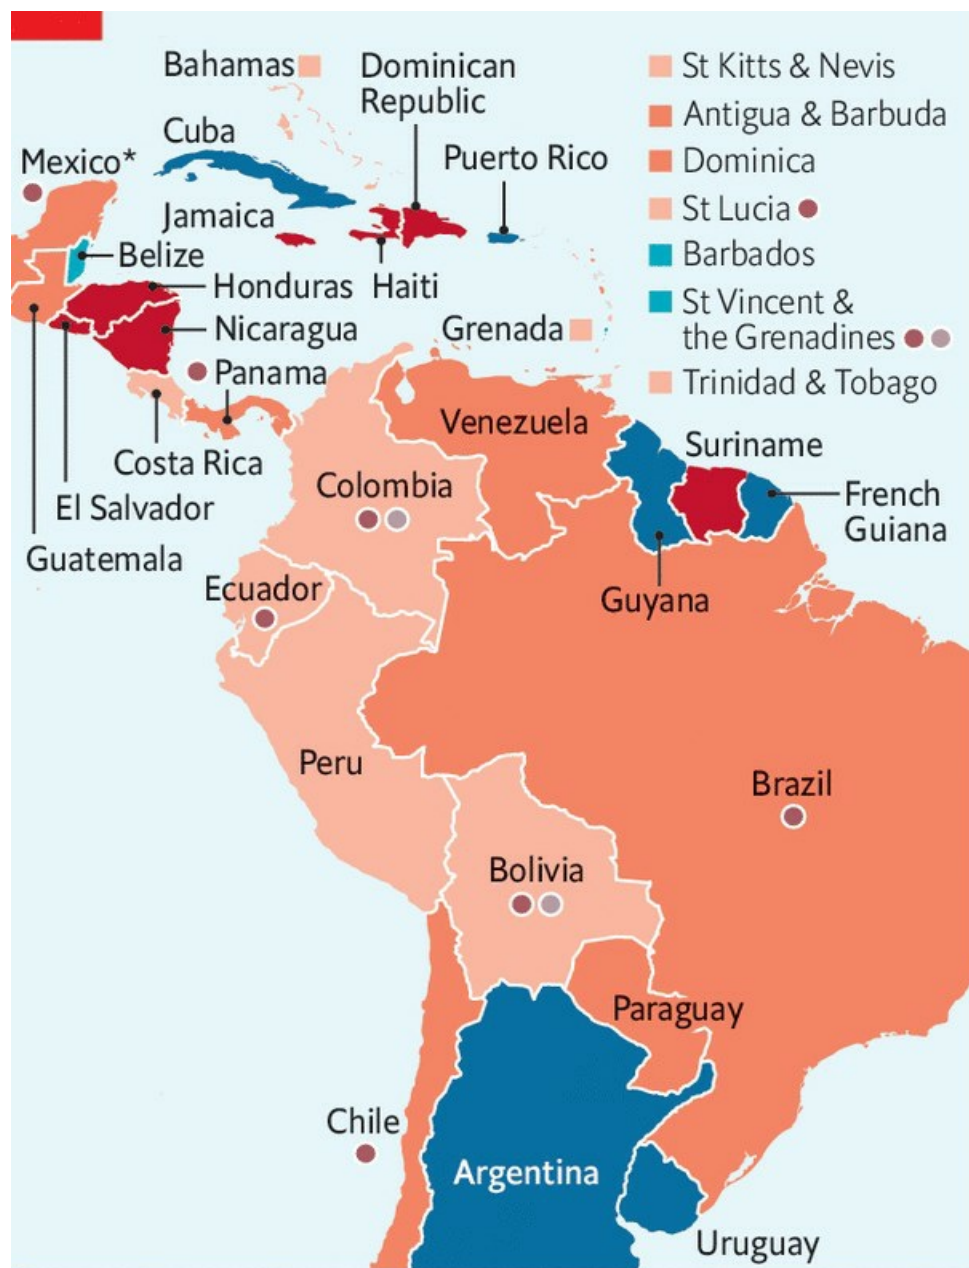 Bahamas
Dominican
Republic
St Kitts & Nevis
Antigua & Barbuda
Cuba
Mexico*
Puerto Rico
Dominica
Jamaica
St Lucia
Belize
Barbados
Honduras
Haiti
St Vincent &
the Grenadines
Nicaragua
Grenada
Panama
Trinidad & Tobago
Venezuela
Costa Rica
Suriname
Colombia
El Salvador
French
Guiana
Guatemala
Ecuador
Guyana
Peru
Brazil
Bolivia
Paraguay
Chile
Argentina
Uruguay